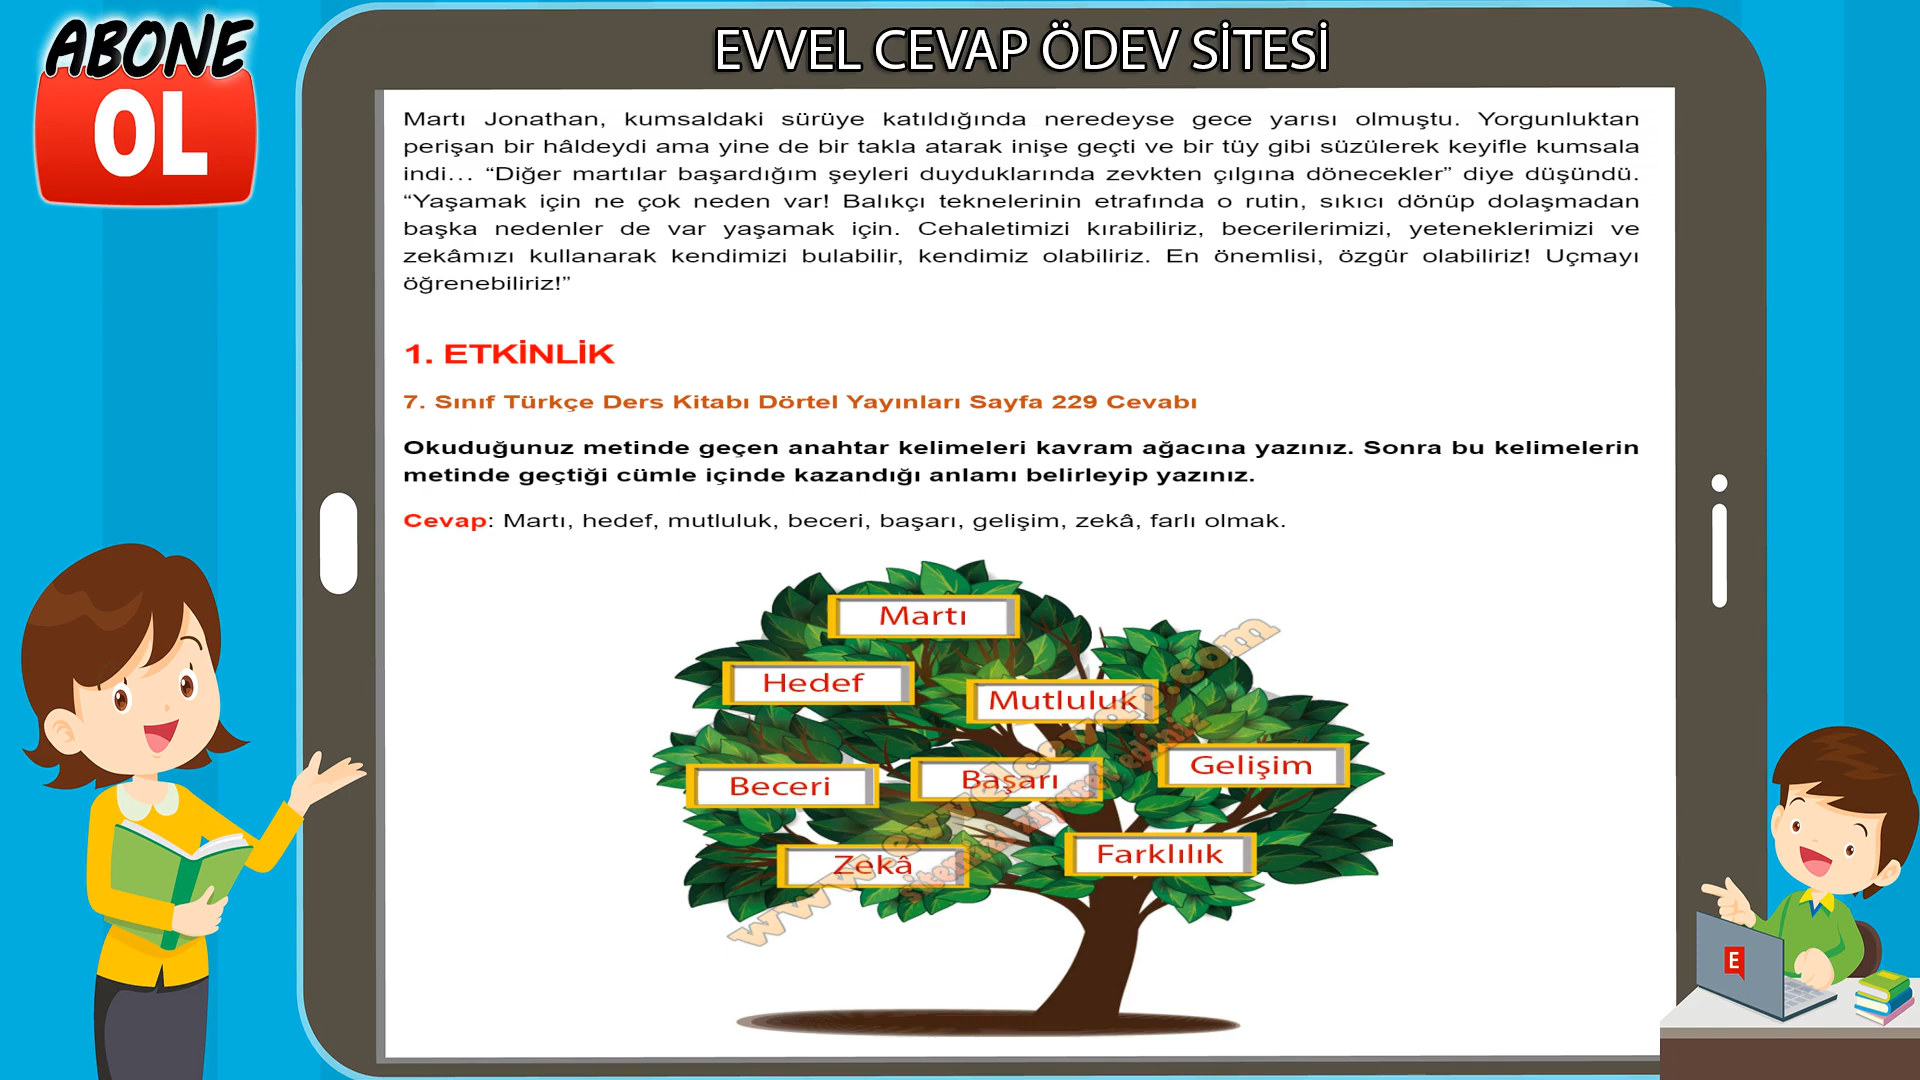 ABONE
OL
EVVEL CEVAP ÖDEV SİTESİ
Martı Jonathan, kumsaldaki sürüye katıldığında neredeyse gece yarısı olmuştu. Yorgunluktan
perişan bir hâldeydi ama yine de bir takla atarak inişe geçti ve bir tüy gibi süzülerek keyifle kumsala
indi… “Diğer martılar başardığım şeyleri duyduklarında zevkten çılgına dönecekler” diye düşündü.
“Yaşamak için ne çok neden var! Balıkçı teknelerinin etrafında o rutin, sıkıcı dönüp dolaşmadan
başka nedenler de var yaşamak için. Cehaletimizi kırabiliriz, becerilerimizi, yeteneklerimizi ve
zekâmızı kullanarak kendimizi bulabilir, kendimiz olabiliriz. En önemlisi, özgür olabiliriz! Uçmayı
öğrenebiliriz!”
1. ETKİNLİK
7. Sınıf Türkçe Ders Kitabı Dörtel Yayınları Sayfa 229 Cevabı
Okuduğunuz metinde geçen anahtar kelimeleri kavram ağacına yazınız. Sonra bu kelimelerin
metinde geçtiği cümle içinde kazandığı anlamı belirleyip yazınız.
Cevap: Martı, hedef, mutluluk, beceri, başarı, gelişim, zekâ, farlı olmak.
Martı
Hedef
Mutluluk
Gelişim
Beceri
Başarı
Farklılık
Zekâ
www.evvelcevap.com
sitemizi ziyaret ediniz
E